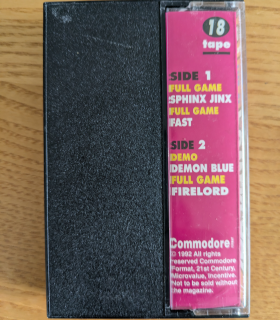 18
tape
SIDE 1
FULL GAME
SPHINX JINX
FULL GAME
FAST
SIDE 2
DEMO
DEMON BLUE
FULL GAME
FIRELORD
Commodore!
© 1992 All rights
reserved Commodore
Format, 21st Century,
Microvalue, Incentive.
Not to be sold without
the magazine.